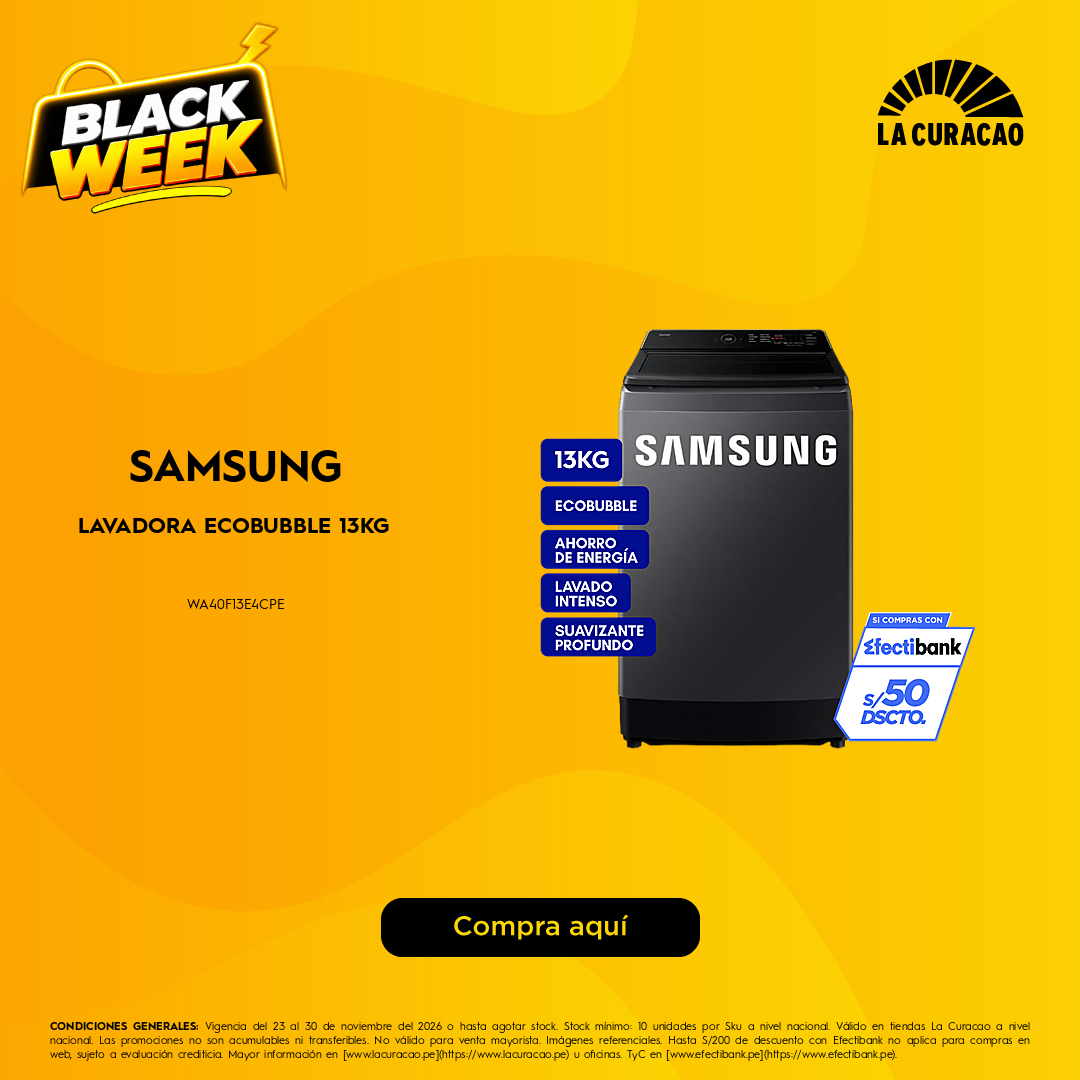 BLACK
WEEK
LA CURACAO
SAMSUNG
LAVADORA ECOBUBBLE 13KG
WA40F13E4CPE
SAMSUNG
13KG
ECOBUBBLE
AHORRO
DE ENERGÍA
LAVADO
INTENSO
SUAVIZANTE
PROFUNDO
SI COMPRAS CON
Efectibank
S/50
DSCTO.
Compra aquí
CONDICIONES GENERALES: Vigencia del 23 al 30 de noviembre del 2026 o hasta agotar stock. Stock mínimo: 10 unidades por Sku a nivel nacional. Válido en tiendas La Curacao a nivel
nacional. Las promociones no son acumulables ni transferibles. No válido para venta mayorista. Imágenes referenciales. Hasta S/200 de descuento con Efectibank no aplica para compras en
web, sujeto a evaluación crediticia. Mayor información en [www.lacuracao.pe](https://www.lacuracao.pe) u oficinas. TyC en [www.efectibank.pe](https://www.efectibank.pe).